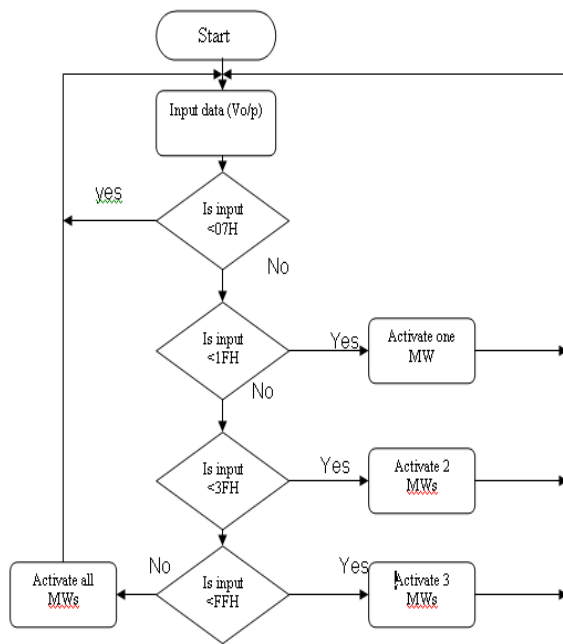 Start
Input data (Vo/p)
yes
Is input
<07H
No
Is input
<1FH
Yes
Activate one
MW
No
Is input
<3FH
Yes
Activate 2
MWs
Activate all
MWs
No
Is input
<FFH
Yes
Activate 3
MWs